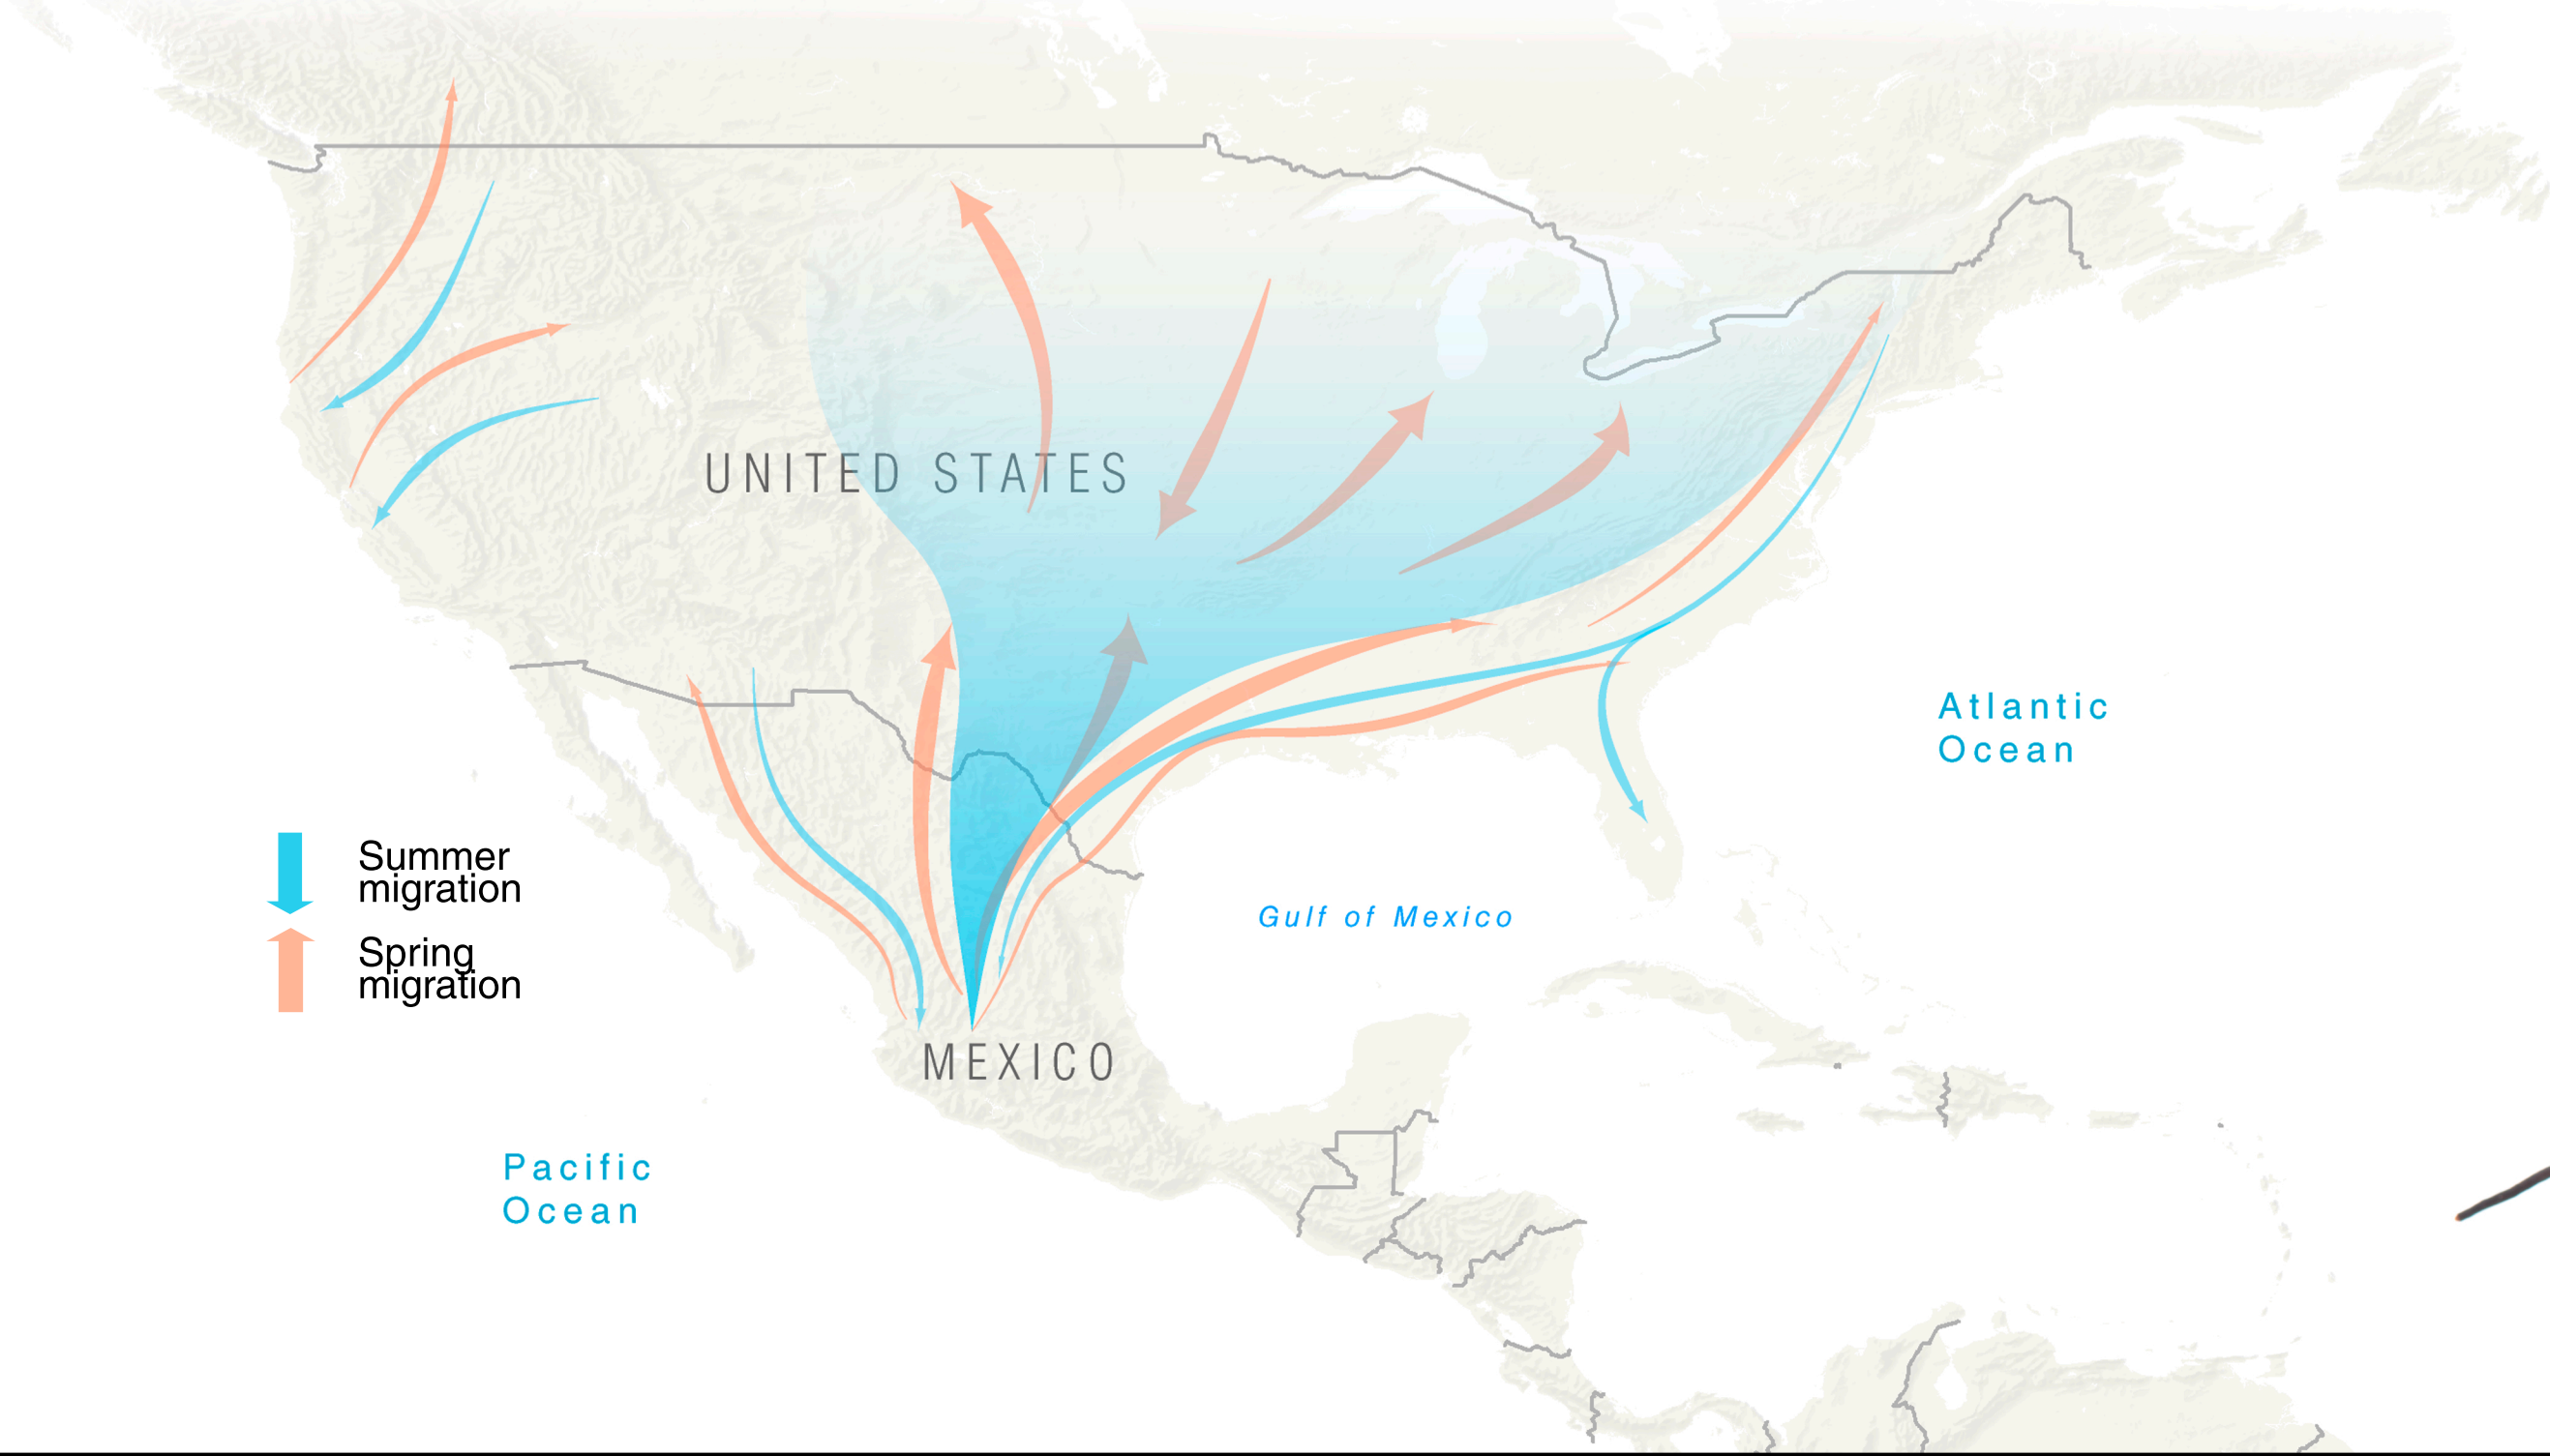 UNITED STATES
Atlantic
Ocean
Summer
migration
Spring
migration
Gulf of Mexico
MEXICO
Pacific
Ocean